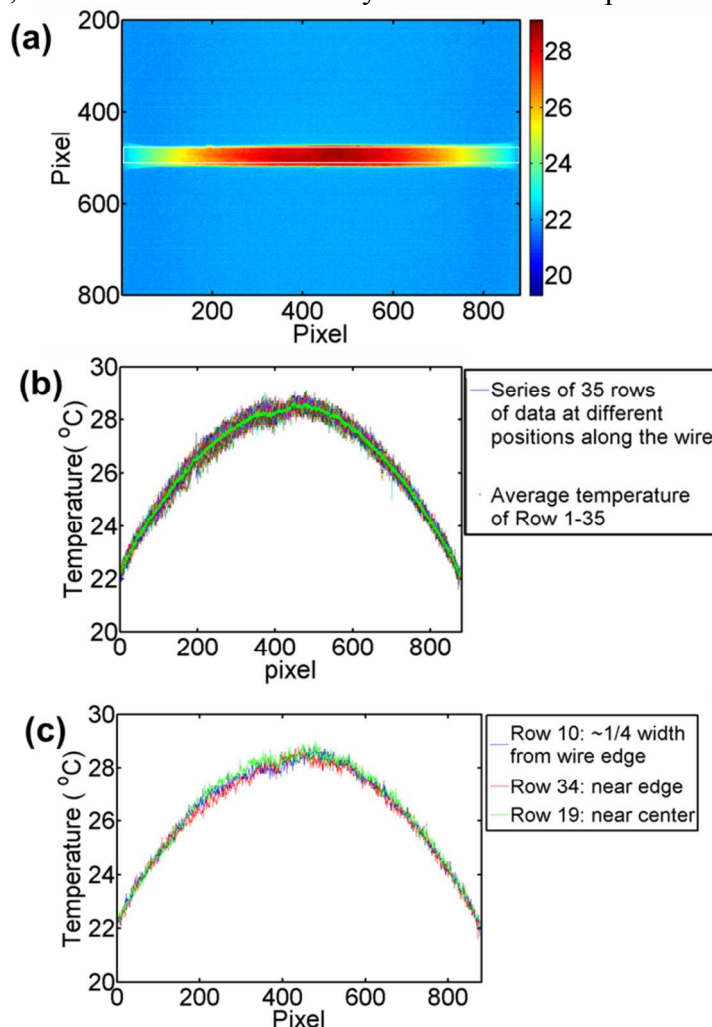 (a)
200
400
600
800
Pixel
200 400 600 800
Pixel
28
26
24
22
20
(b)
30
28
26
24
22
20
Temperature( °C)
0 200 400 600 800
pixel
Series of 35 rows
of data at different
positions along the wire
Average temperature
of Row 1-35
(c)
30
28
26
24
22
20
Temperature ( °C)
0 200 400 600 800
Pixel
Row 10: ~1/4 width
from wire edge
Row 34: near edge
Row 19: near center